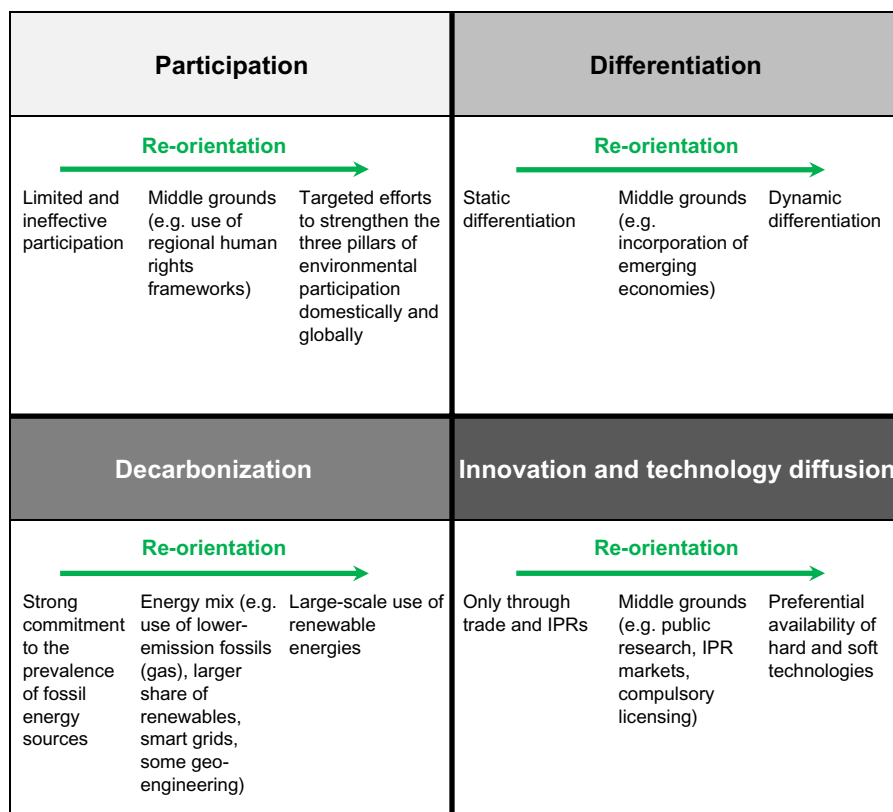 Participation
Re-orientation
Limited and
ineffective
participation
Middle grounds
(e.g. use of
regional human
rights
frameworks)
Targeted efforts
to strengthen the
three pillars of
environmental
participation
domestically and
globally
Differentiation
Re-orientation
Static
differentiation
Middle grounds
(e.g.
incorporation of
emerging
economies)
Dynamic
differentiation
Decarbonization
Re-orientation
Strong
commitment
to the
prevalence
of fossil
energy
sources
Energy mix (e.g.
use of lower-
emission fossils
(gas), larger
share of
renewables,
smart grids,
some geo-
engineering)
Large-scale use of
renewable
energies
Innovation and technology diffusion
Re-orientation
Only through
trade and IPRs
Middle grounds
(e.g. public
research, IPR
markets,
compulsory
licensing)
Preferential
availability of
hard and soft
technologies